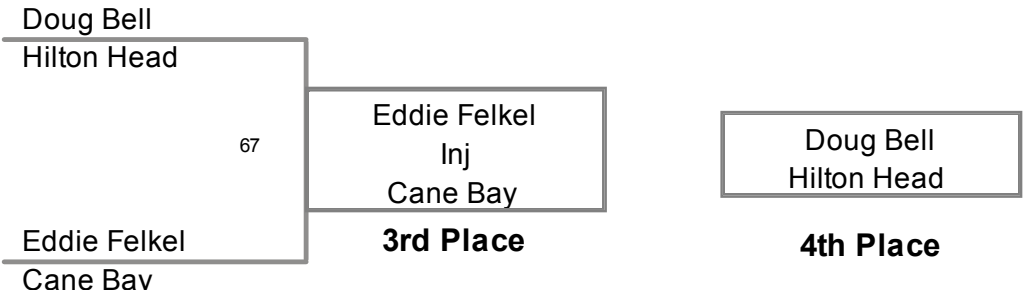 Doug Bell
Hilton Head
67
Eddie Felkel
Inj
Cane Bay
3rd Place
Doug Bell
Hilton Head
4th Place
Eddie Felkel
Cane Bay